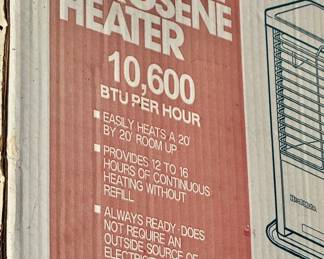 HEATER
10,600
BTU PER HOUR
EASILY HEATS A 20'
BY 20' ROOM UP
PROVIDES 12 TO 16
HOURS OF CONTINUOUS
HEATING WITHOUT
REFILL
ALWAYS READY-DOES
NOT REQUIRE AN
OUTSIDE SOURCE OF